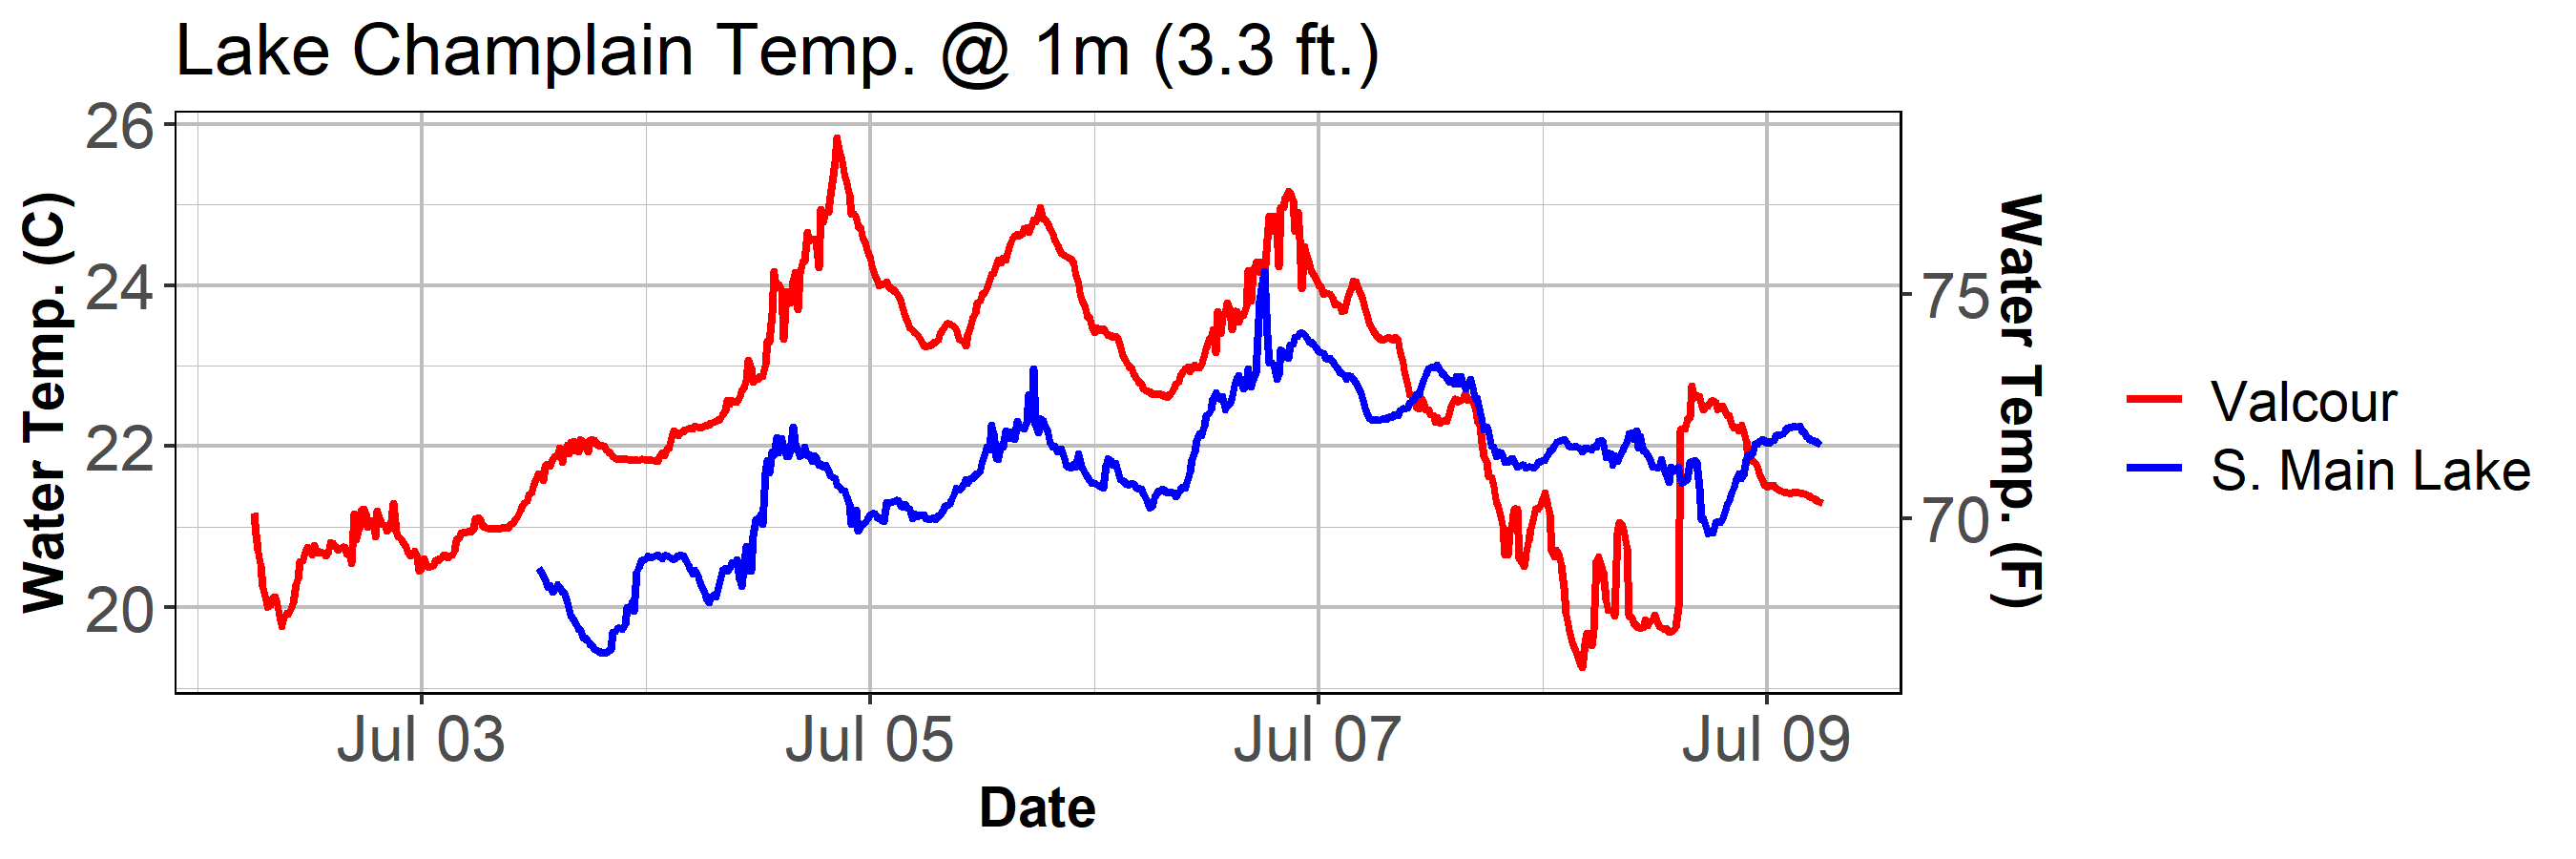 Lake Champlain Temp. @ 1m (3.3 ft.)
Water Temp. (C)
26
24
22
20
Jul 03
Jul 05
Jul 07
Jul 09
Date
75
70
Water Temp. (F)
Valcour
S. Main Lake